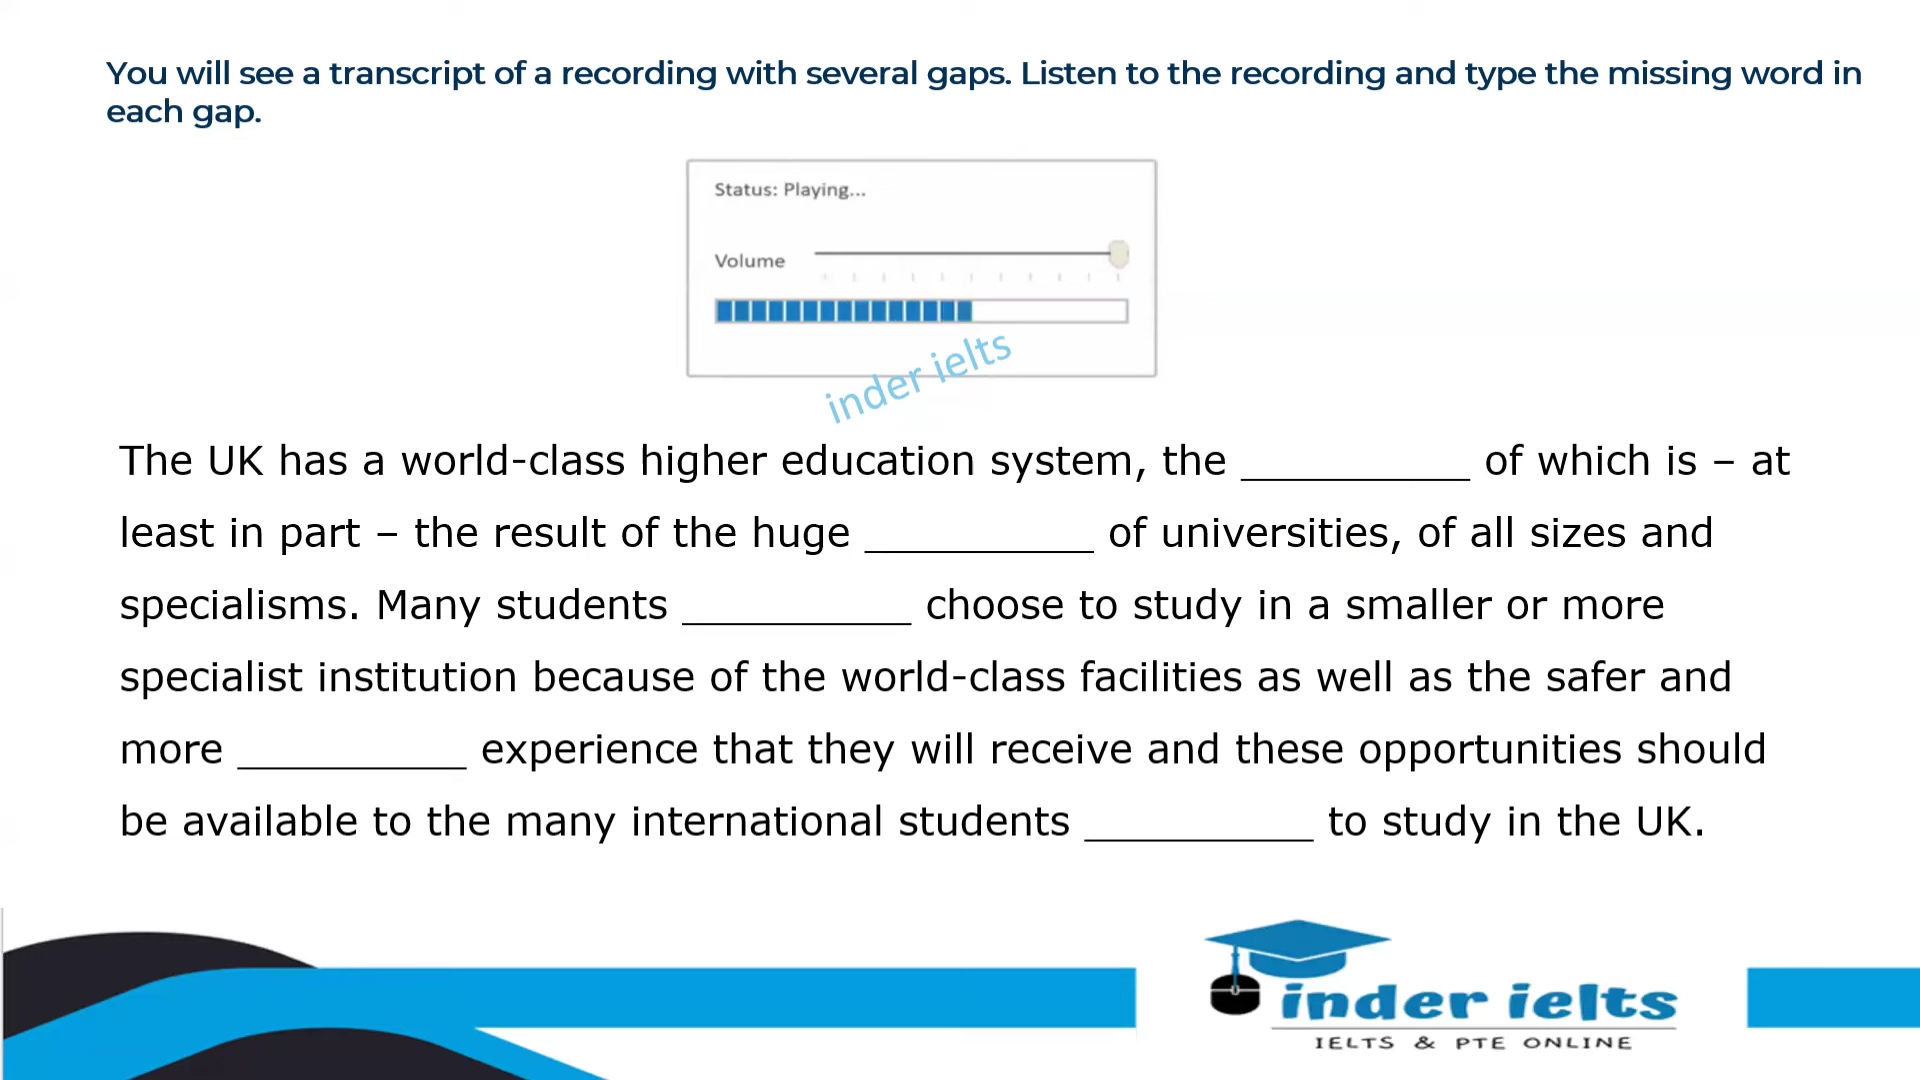 You will see a transcript of a recording with several gaps. Listen to the recording and type the missing word in
each gap.
Status: Playing...
Volume
inder ielts
The UK has a world-class higher education system, the __________ of which is – at
least in part – the result of the huge __________ of universities, of all sizes and
specialisms. Many students __________ choose to study in a smaller or more
specialist institution because of the world-class facilities as well as the safer and
more __________ experience that they will receive and these opportunities should
be available to the many international students __________ to study in the UK.
inder ielts
IELTS & PTE ONLINE